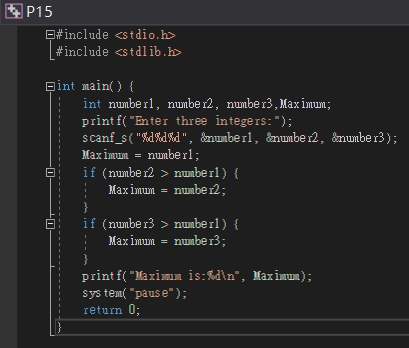 P15
#include <stdio.h>
#include <stdlib.h>
int main() {
int number1, number2, number3,Maximum;
printf("Enter three integers:");
scanf_s("%d%d%d", &number1, &number2, &number3);
Maximum = number1;
if (number2 > number1) {
Maximum = number2;
}
if (number3 > number1) {
Maximum = number3;
}
printf("Maximum is:%d\n", Maximum);
system("pause");
return 0;
}